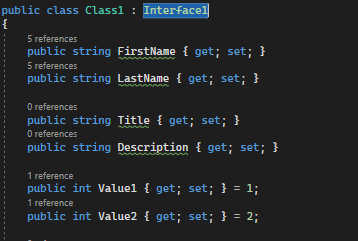 public class Class1 : Interface1
{
5 references
public string FirstName { get; set; }
5 references
public string LastName { get; set; }
0 references
public string Title { get; set; }
0 references
public string Description { get; set; }
1 reference
public int Value1 { get; set; } = 1;
1 reference
public int Value2 { get; set; } = 2;